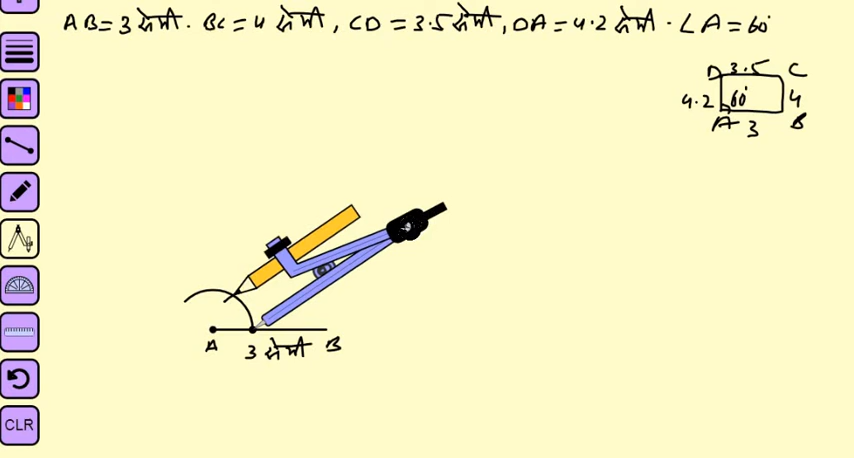 AB = 3 সেমি . BC = 4 সেমি , CD = 3.5 সেমি , DA = 4.2 সেমি . ∠A = 60°
D 3.5 C
4.2 60° 4
A 3 B
A 3 সেমি B
CLR